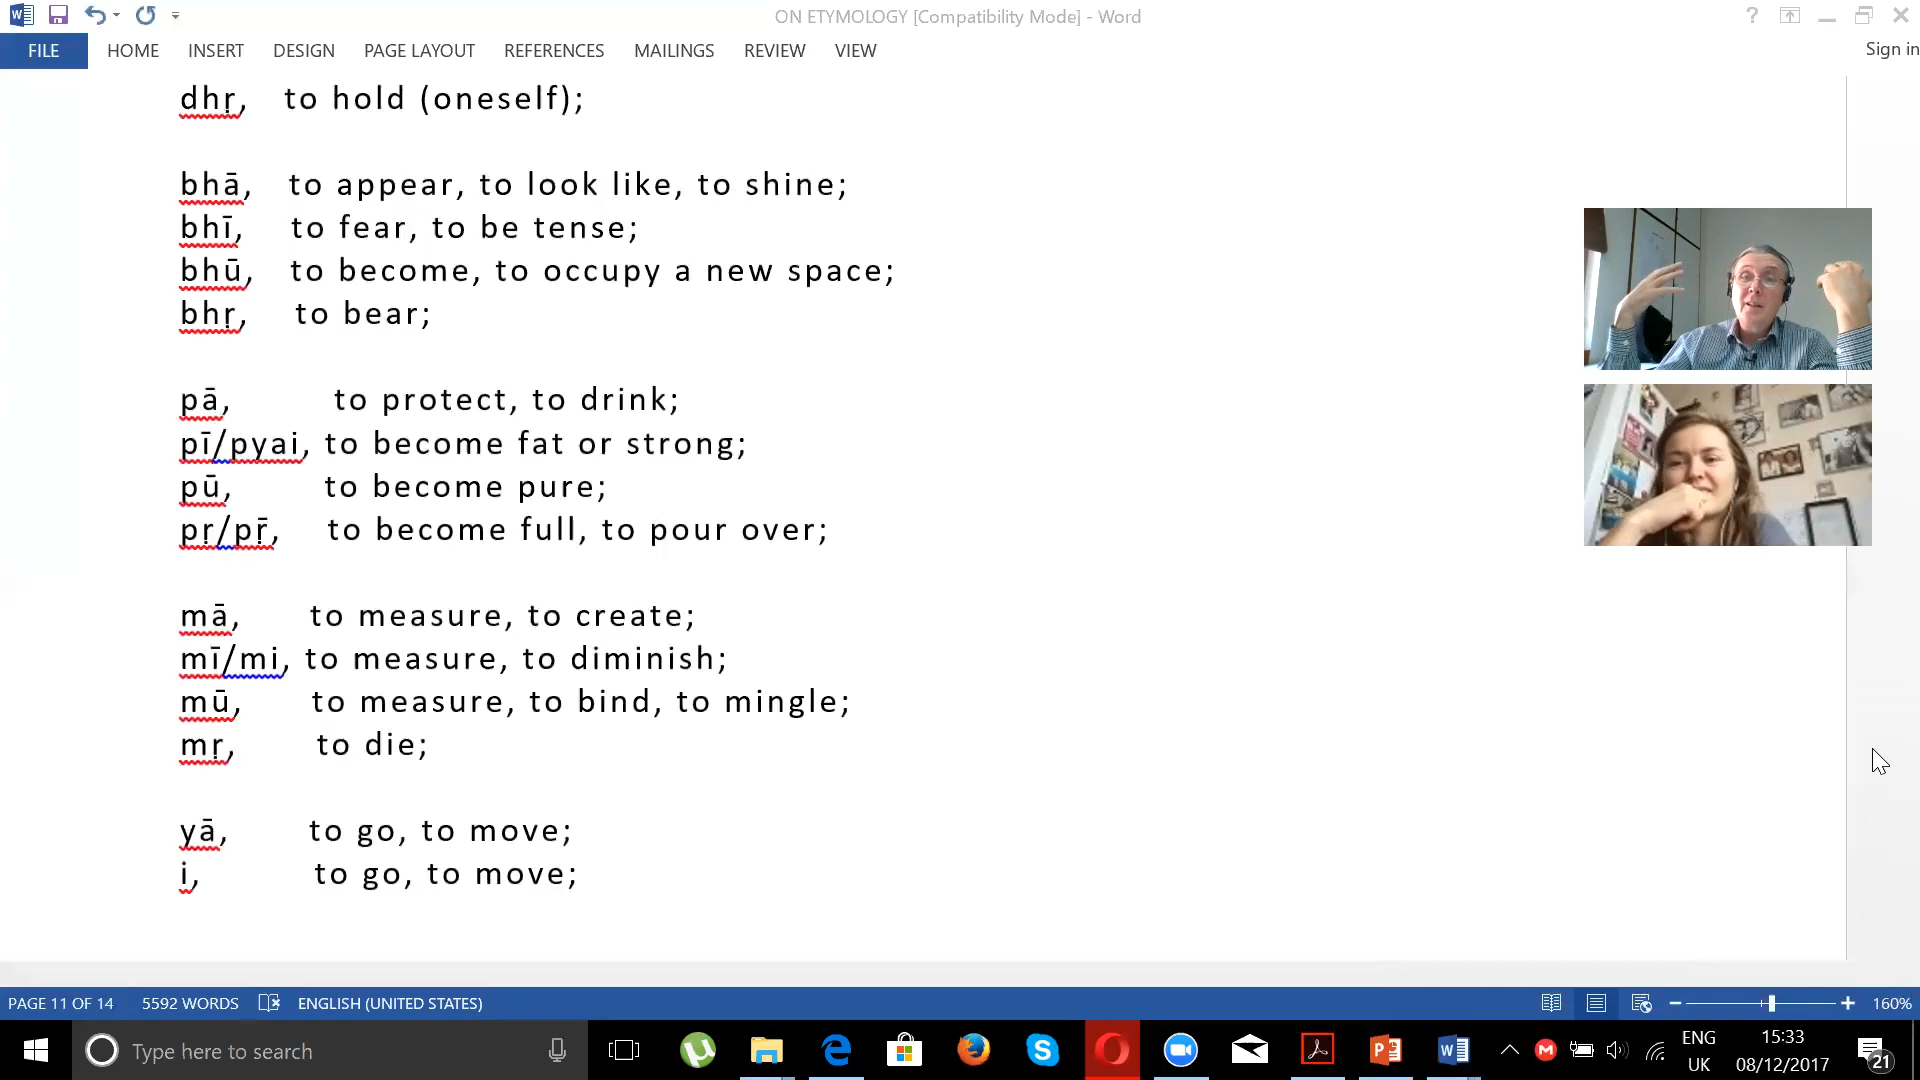 ON ETYMOLOGY [Compatibility Mode] - Word
FILE HOME INSERT DESIGN PAGE LAYOUT REFERENCES MAILINGS REVIEW VIEW Sign in
dhṛ, to hold (oneself);
bhā, to appear, to look like, to shine;
bhī, to fear, to be tense;
bhū, to become, to occupy a new space;
bhṛ, to bear;
pā, to protect, to drink;
pī/pyai, to become fat or strong;
pū, to become pure;
pṛ/pṝ, to become full, to pour over;
mā, to measure, to create;
mī/mi, to measure, to diminish;
mū, to measure, to bind, to mingle;
mṛ, to die;
yā, to go, to move;
i, to go, to move;
PAGE 11 OF 14 5592 WORDS ENGLISH (UNITED STATES) 160%
Type here to search
ENG 15:33
UK 08/12/2017 21